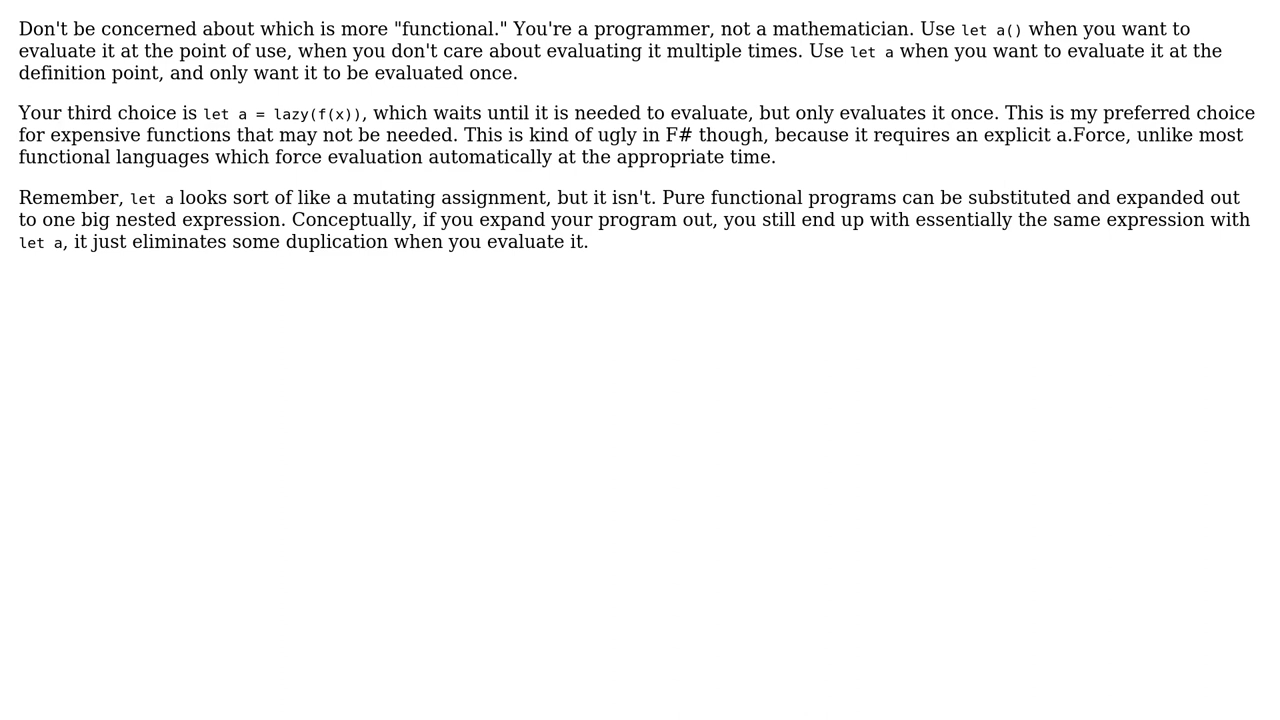 Don't be concerned about which is more "functional." You're a programmer, not a mathematician. Use let a() when you want to
evaluate it at the point of use, when you don't care about evaluating it multiple times. Use let a when you want to evaluate it at the
definition point, and only want it to be evaluated once.
Your third choice is let a = lazy(f(x)), which waits until it is needed to evaluate, but only evaluates it once. This is my preferred choice
for expensive functions that may not be needed. This is kind of ugly in F# though, because it requires an explicit a.Force, unlike most
functional languages which force evaluation automatically at the appropriate time.
Remember, let a looks sort of like a mutating assignment, but it isn't. Pure functional programs can be substituted and expanded out
to one big nested expression. Conceptually, if you expand your program out, you still end up with essentially the same expression with
let a, it just eliminates some duplication when you evaluate it.